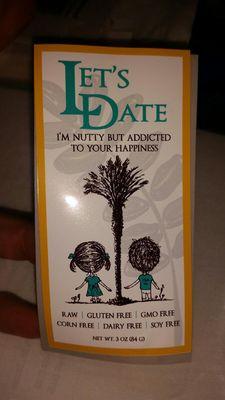 LET'S
DATE
I'M NUTTY BUT ADDICTED
TO YOUR HAPPINESS
RAW | GLUTEN FREE | GMO FREE
CORN FREE | DAIRY FREE | SOY FREE
NET WT. 3 OZ (84 G)